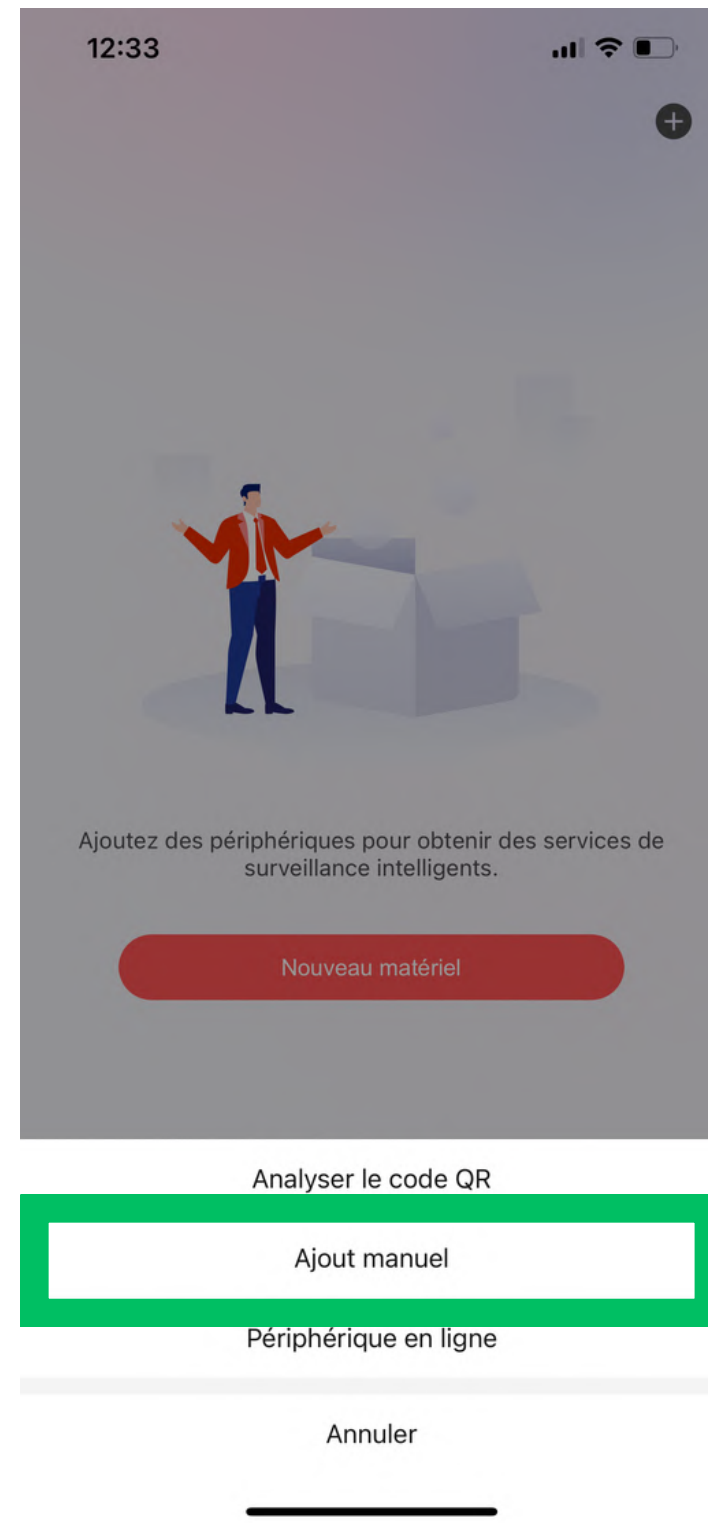 12:33
Ajoutez des périphériques pour obtenir des services de
surveillance intelligents.
Nouveau matériel
Analyser le code QR
Ajout manuel
Périphérique en ligne
Annuler